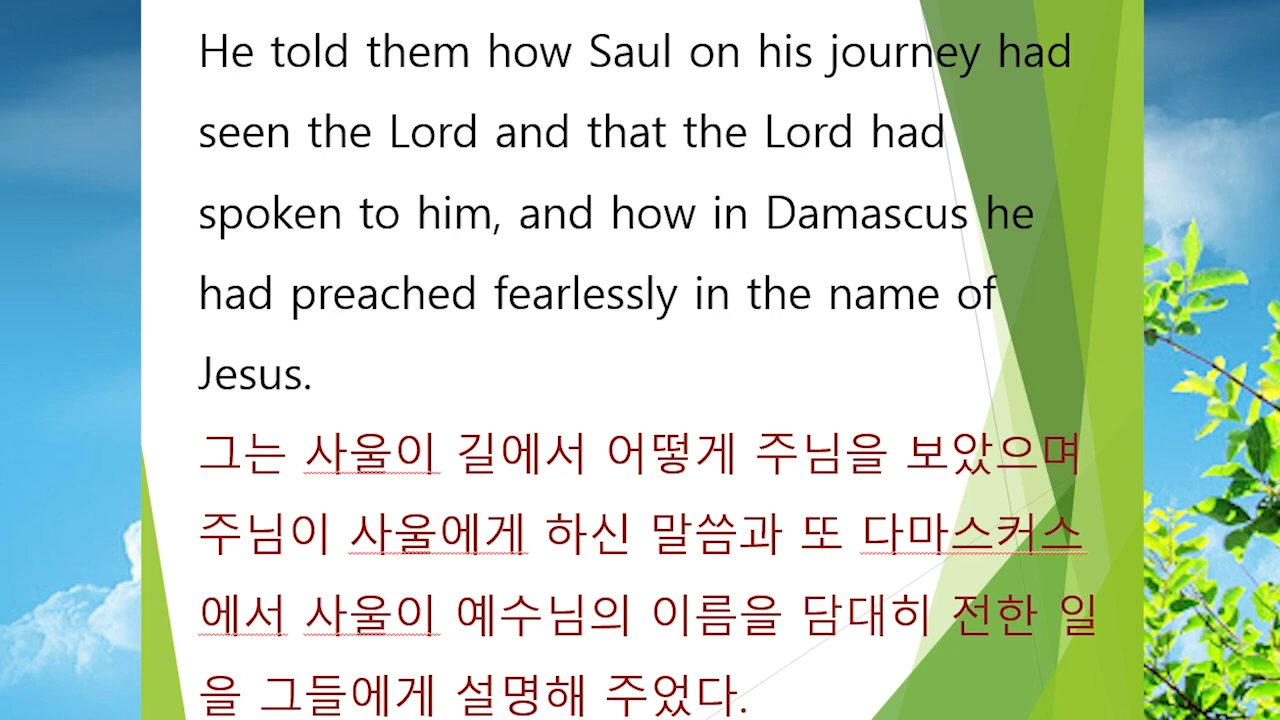 He told them how Saul on his journey had
seen the Lord and that the Lord had
spoken to him, and how in Damascus he
had preached fearlessly in the name of
Jesus.
그는 사울이 길에서 어떻게 주님을 보았으며
주님이 사울에게 하신 말씀과 또 다마스커스
에서 사울이 예수님의 이름을 담대히 전한 일
을 그들에게 설명해 주었다.